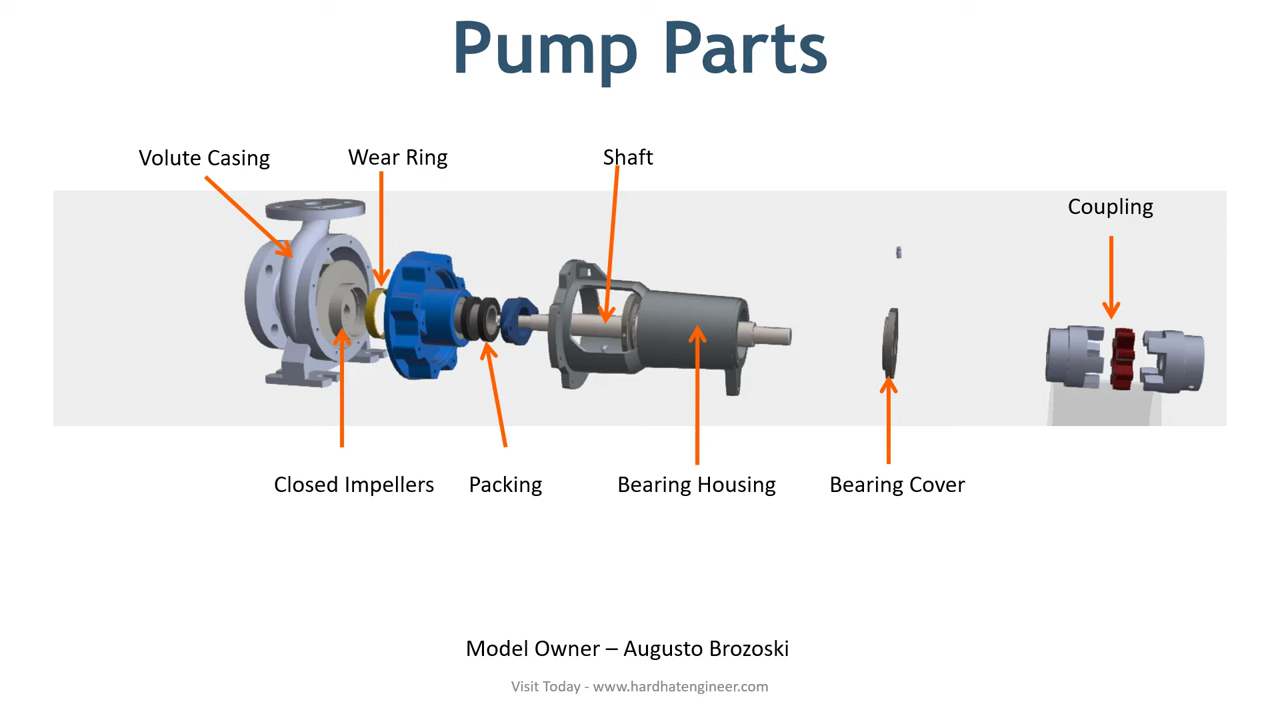 Pump Parts
Volute Casing
Wear Ring
Shaft
Coupling
Closed Impellers
Packing
Bearing Housing
Bearing Cover
Model Owner – Augusto Brozoski
Visit Today - www.hardhatengineer.com